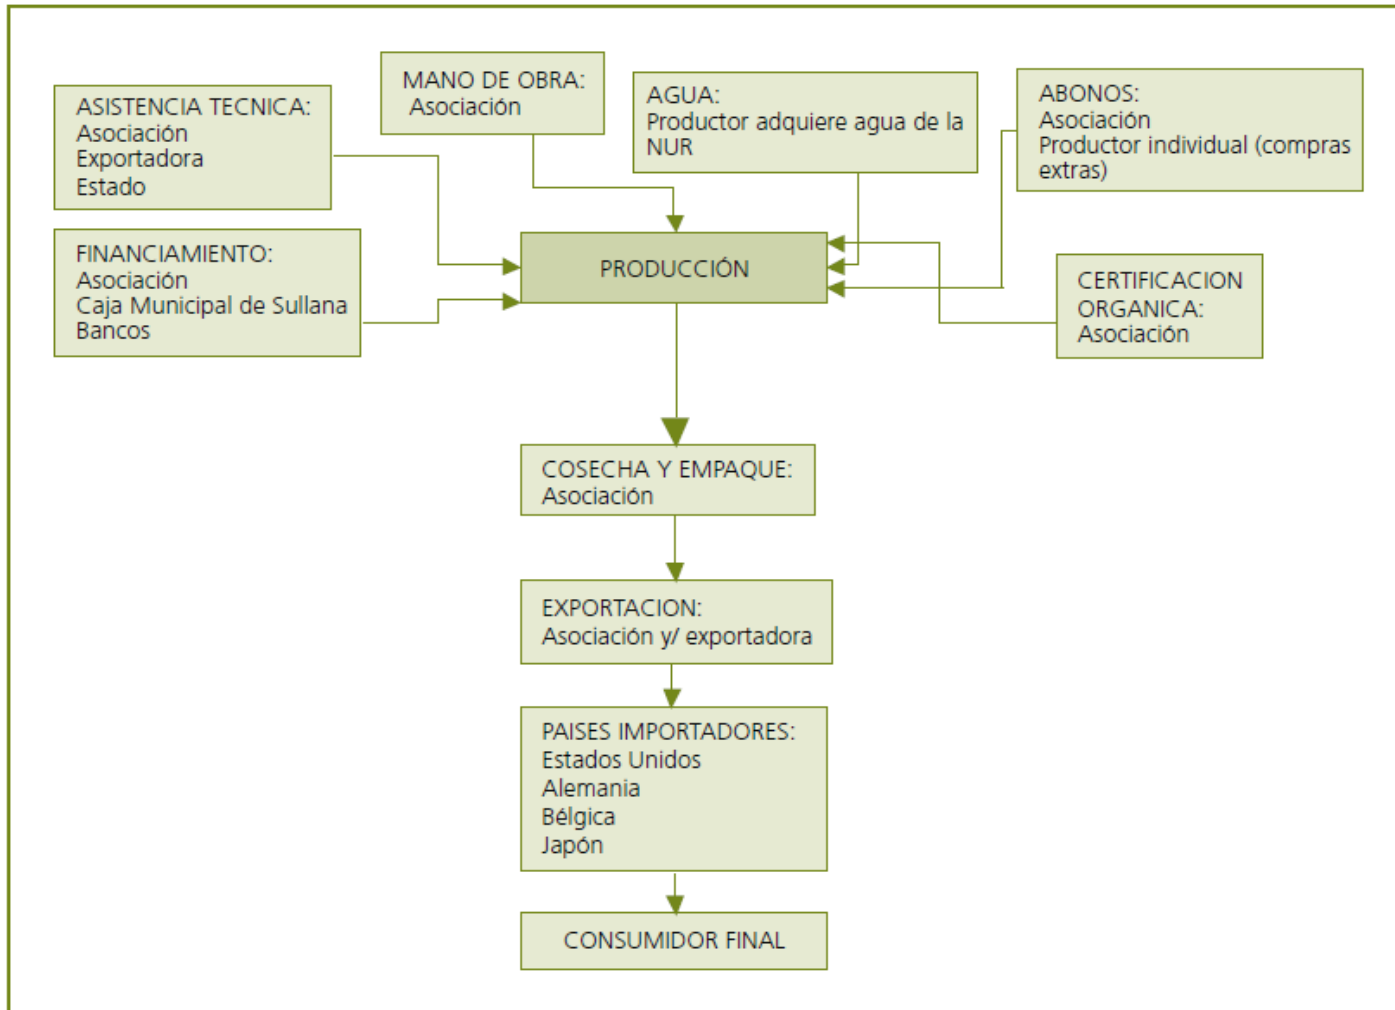 ASISTENCIA TECNICA:
Asociación
Exportadora
Estado
MANO DE OBRA:
Asociación
AGUA:
Productor adquiere agua de la
NUR
ABONOS:
Asociación
Productor individual (compras
extras)
FINANCIAMIENTO:
Asociación
Caja Municipal de Sullana
Bancos
PRODUCCIÓN
CERTIFICACION
ORGANICA:
Asociación
COSECHA Y EMPAQUE:
Asociación
EXPORTACION:
Asociación y/ exportadora
PAISES IMPORTADORES:
Estados Unidos
Alemania
Bélgica
Japón
CONSUMIDOR FINAL